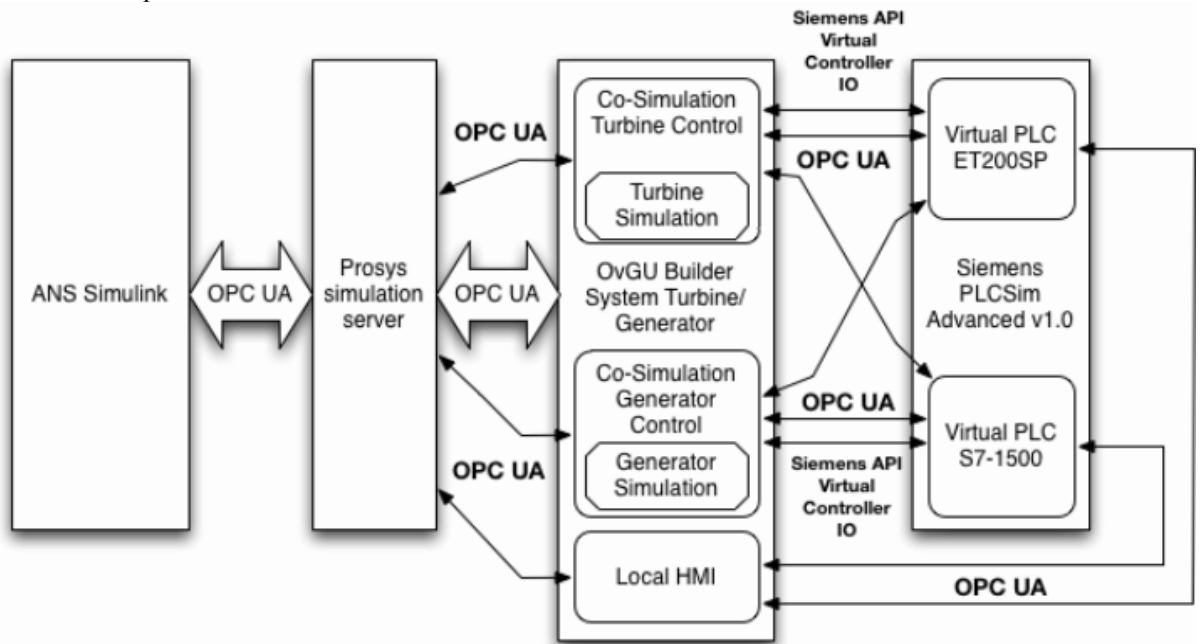 Siemens API
Virtual
Controller
IO
ANS Simulink
OPC UA
Prosys
simulation
server
OPC UA
OPC UA
OPC UA
Co-Simulation
Turbine Control
Turbine
Simulation
OvGU Builder
System Turbine/
Generator
Co-Simulation
Generator
Control
Generator
Simulation
Local HMI
OPC UA
OPC UA
Siemens API
Virtual
Controller
IO
OPC UA
Virtual PLC
ET200SP
Siemens
PLCSim
Advanced v1.0
Virtual PLC
S7-1500